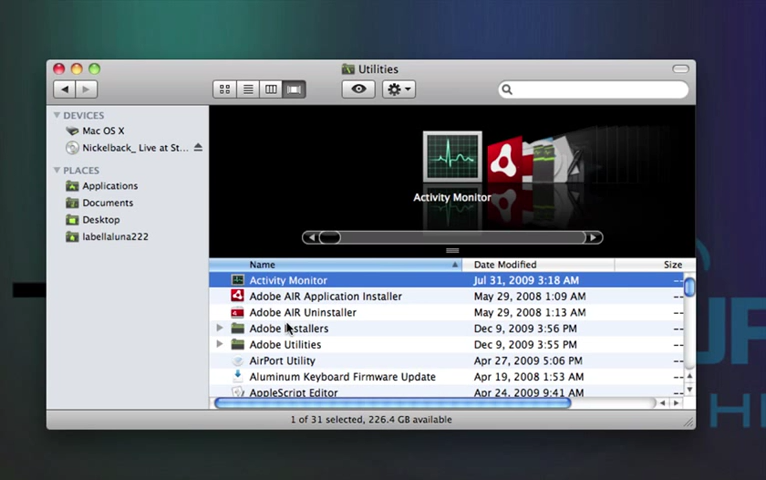 Utilities
DEVICES
Mac OS X
Nickelback_ Live at St...
PLACES
Applications
Documents
Desktop
labellaluna222
Activity Monitor
Name Date Modified Size
Activity Monitor Jul 31, 2009 3:18 AM --
Adobe AIR Application Installer May 29, 2008 1:09 AM --
Adobe AIR Uninstaller May 29, 2008 1:13 AM --
Adobe Installers Dec 9, 2009 3:56 PM --
Adobe Utilities Dec 9, 2009 3:55 PM --
AirPort Utility Apr 27, 2009 5:06 PM --
Aluminum Keyboard Firmware Update Apr 19, 2008 1:53 AM --
AppleScript Editor Apr 24, 2009 9:41 AM --
1 of 31 selected, 226.4 GB available